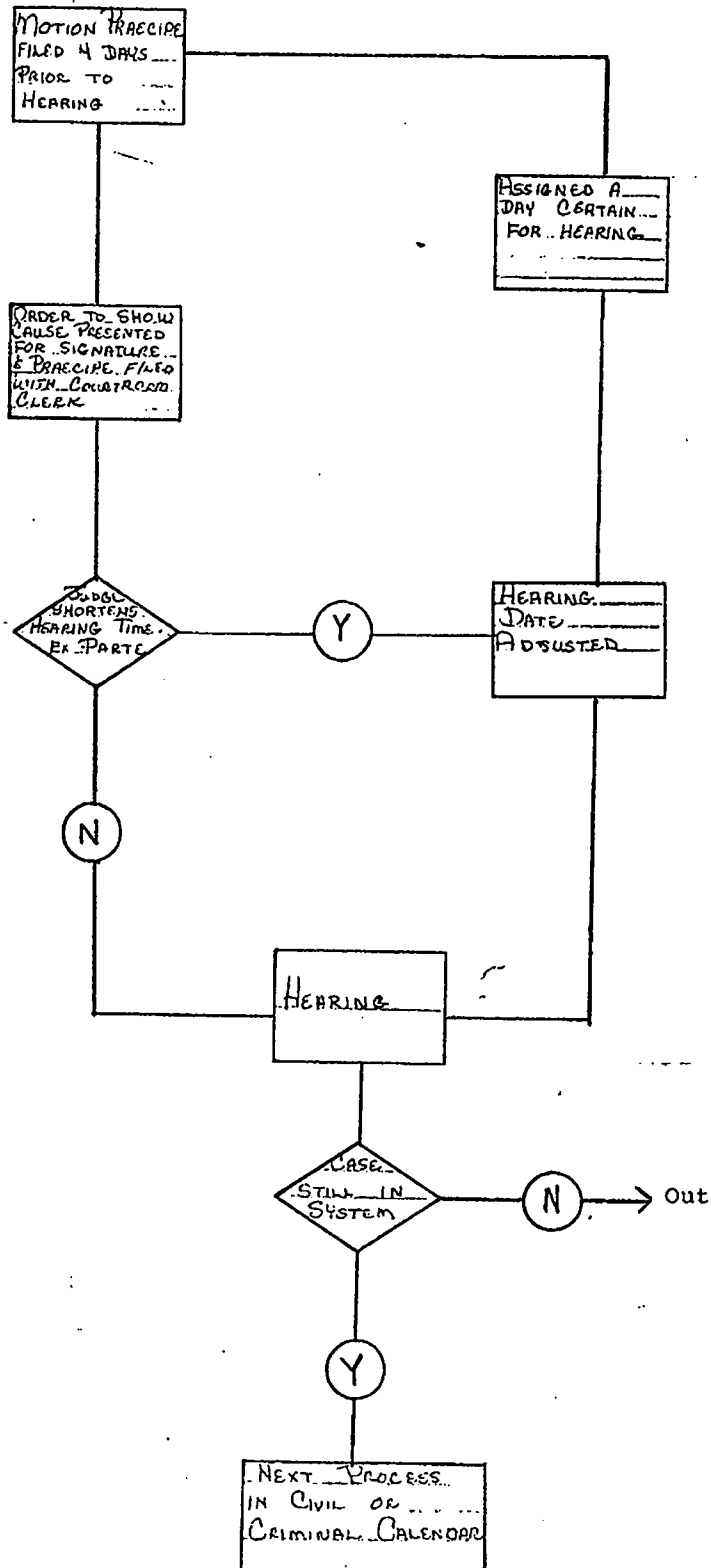 MOTION PRAECIPE
FILED 4 DAYS
PRIOR TO
HEARING
ASSIGNED A
DAY CERTAIN
FOR HEARING
ORDER TO SHOW
CAUSE PRESENTED
FOR SIGNATURE
& PRAECIPE FILED
WITH COURTROOM
CLERK
JUDGE
SHORTENS
HEARING TIME
EX PARTE
Y
HEARING
DATE
ADJUSTED
N
HEARING
CASE
STILL IN
SYSTEM
N
Out
Y
NEXT PROCESS
IN CIVIL OR
CRIMINAL CALENDAR